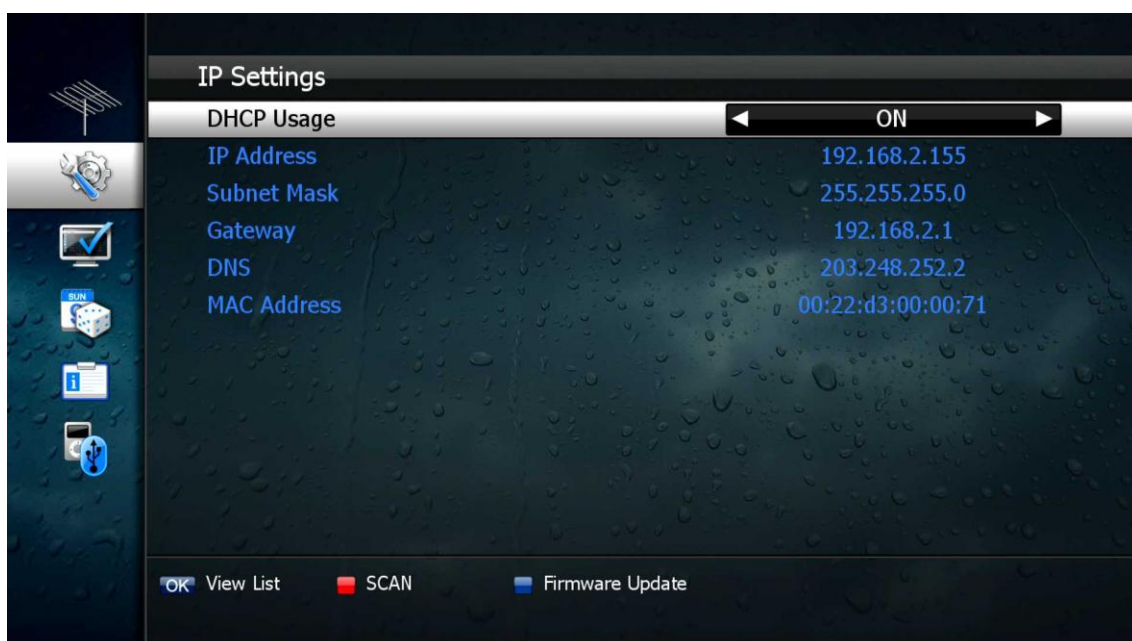 IP Settings
DHCP Usage ON
IP Address 192.168.2.155
Subnet Mask 255.255.255.0
Gateway 192.168.2.1
DNS 203.248.252.2
MAC Address 00:22:d3:00:00:71
SUN
i
OK View List SCAN Firmware Update